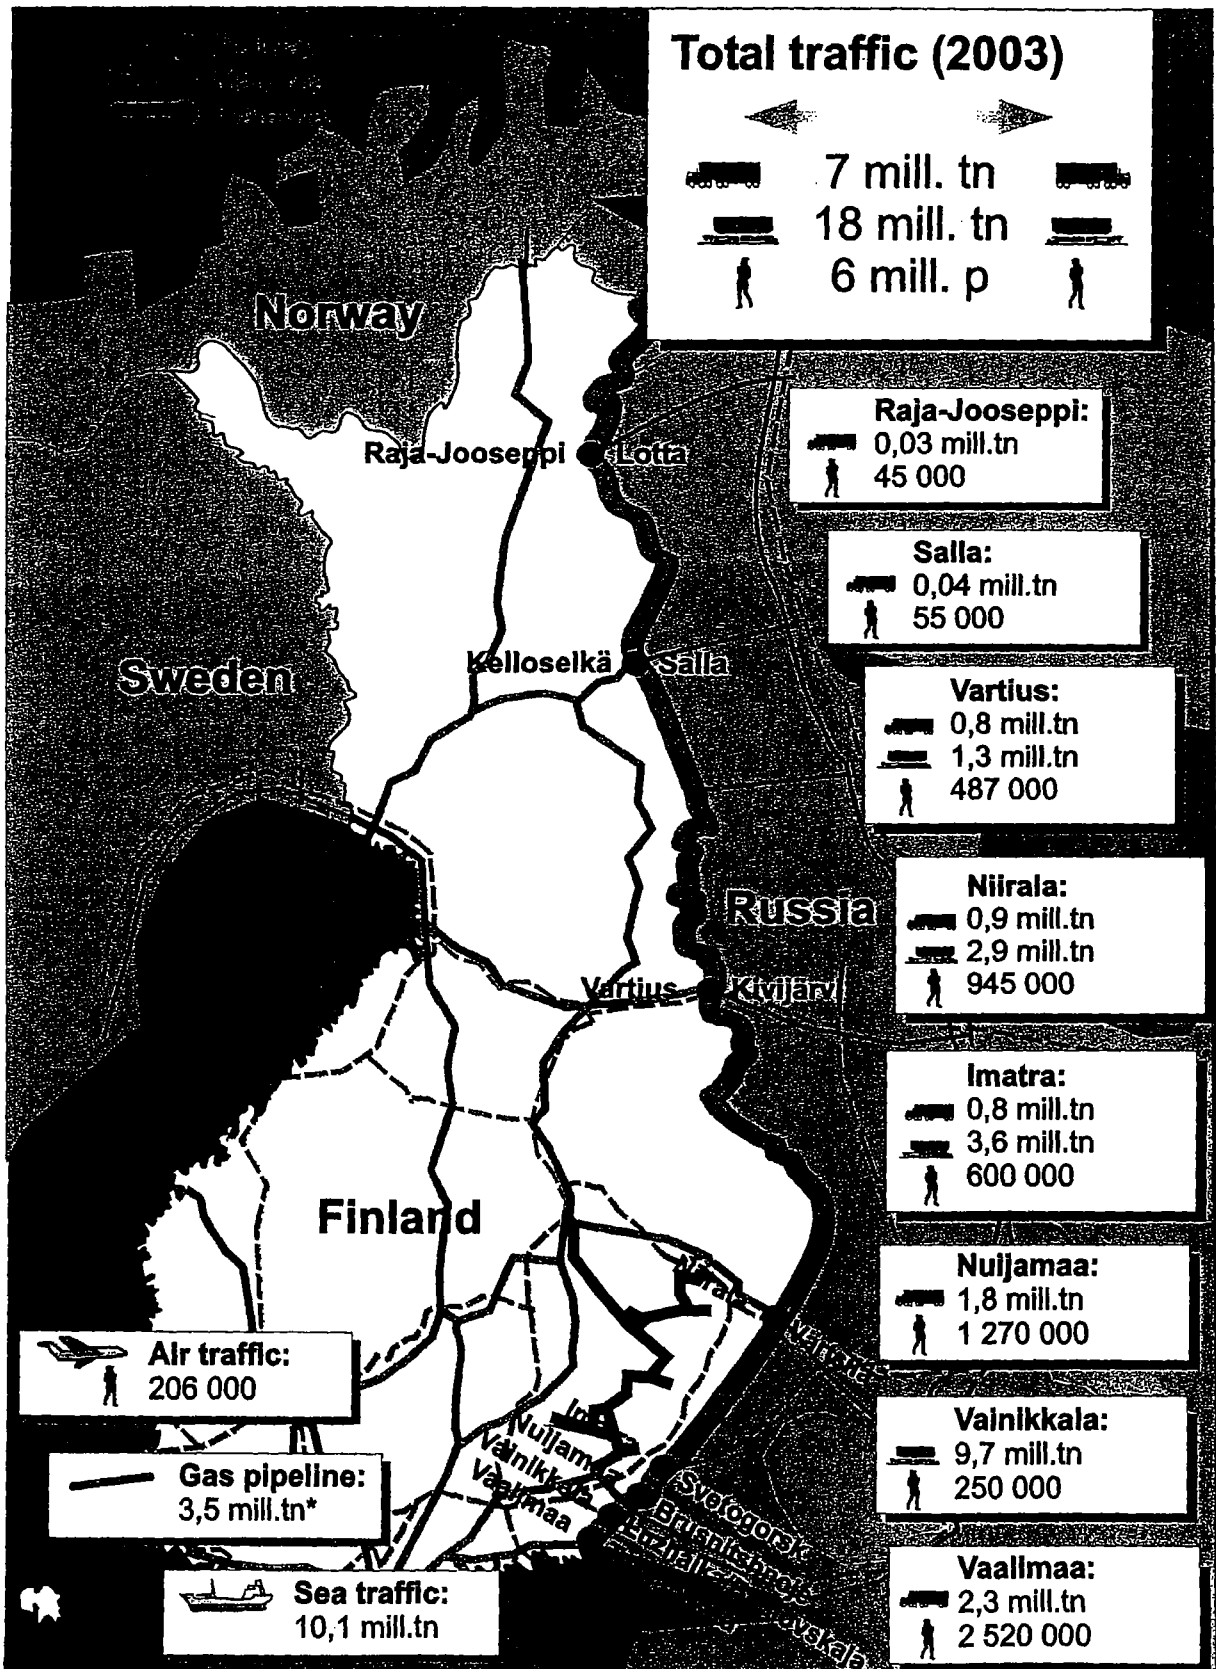 Total traffic (2003)
7 mill. tn
18 mill. tn
6 mill. p
Norway
Raja-Jooseppi:
0,03 mill.tn
45 000
Raja-Jooseppi
Lotta
Salla:
0,04 mill.tn
55 000
Kelloselkä
Salla
Sweden
Vartius:
0,8 mill.tn
1,3 mill.tn
487 000
Russia
Niirala:
0,9 mill.tn
2,9 mill.tn
945 000
Vartius
Kivijärvi
Imatra:
0,8 mill.tn
3,6 mill.tn
600 000
Finland
Niirala
Nuijamaa:
1,8 mill.tn
1 270 000
Air traffic:
206 000
Vainikkala:
9,7 mill.tn
250 000
Nuijamaa
Vainikkala
Vaalimaa
Svetogorsk
Gas pipeline:
3,5 mill.tn*
Vaalimaa:
2,3 mill.tn
2 520 000
Sea traffic:
10,1 mill.tn